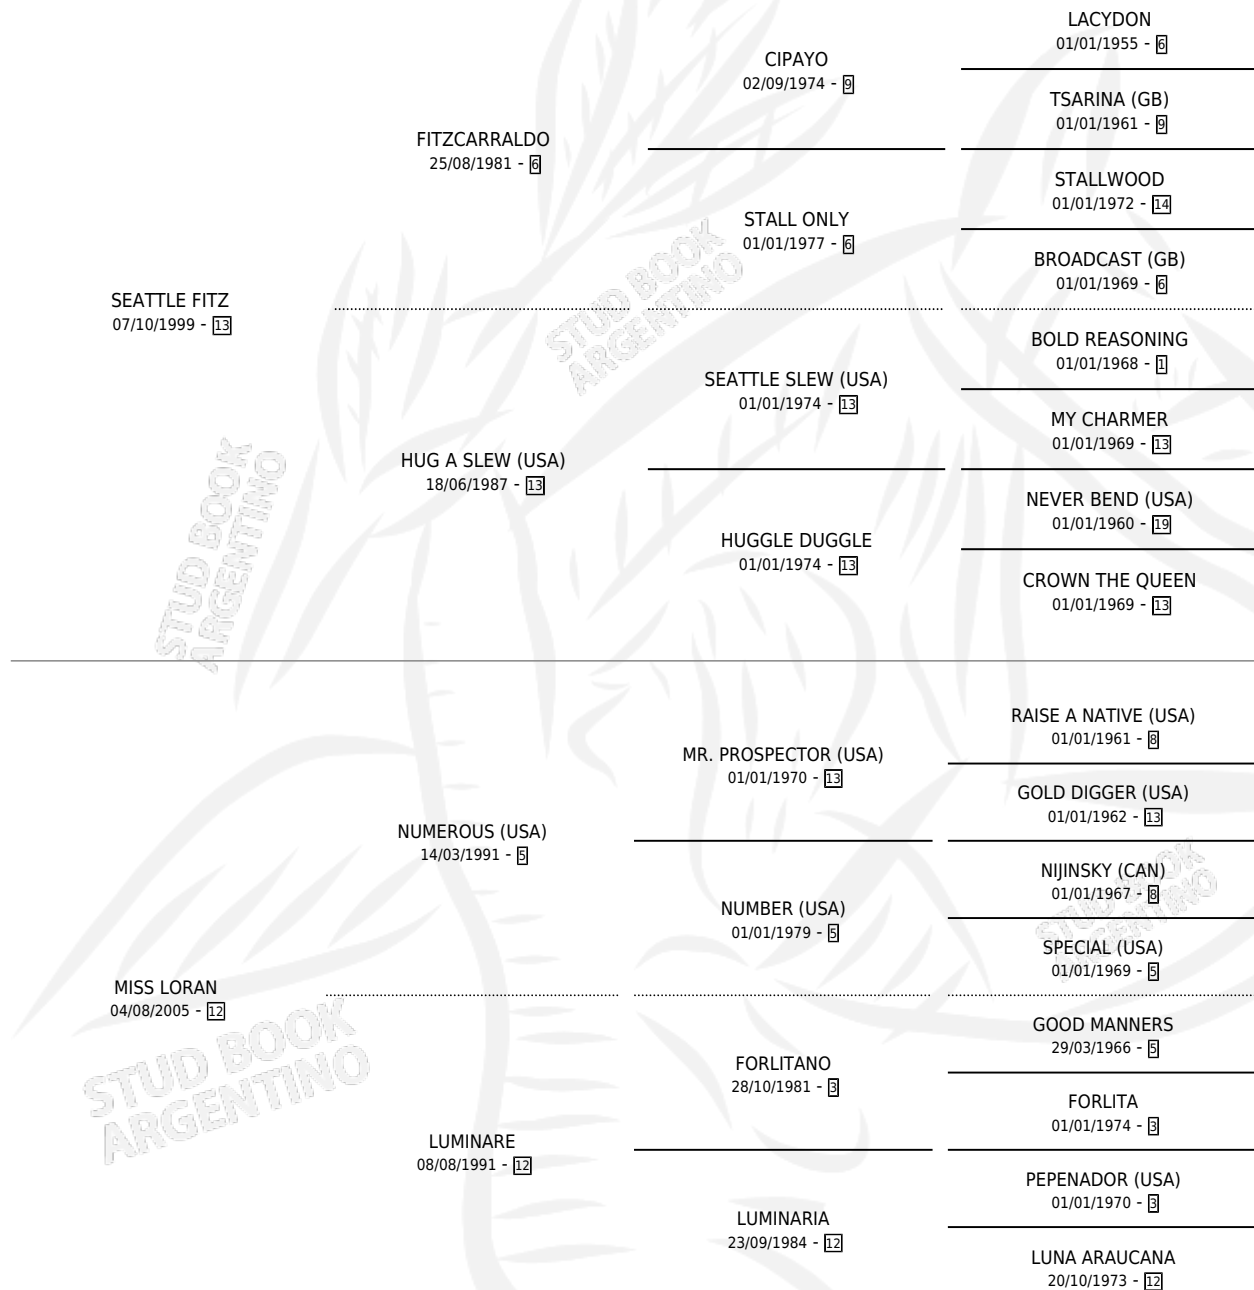 LACYDON
01/01/1955 - 6
CIPAYO
02/09/1974 - 9
TSARINA (GB)
01/01/1961 - 9
FITZCARRALDO
25/08/1981 - 6
STALLWOOD
01/01/1972 - 14
STALL ONLY
01/01/1977 - 6
BROADCAST (GB)
01/01/1969 - 6
SEATTLE FITZ
07/10/1999 - 13
BOLD REASONING
01/01/1968 - 1
SEATTLE SLEW (USA)
01/01/1974 - 13
MY CHARMER
01/01/1969 - 13
HUG A SLEW (USA)
18/06/1987 - 13
NEVER BEND (USA)
01/01/1960 - 19
HUGGLE DUGGLE
01/01/1974 - 13
CROWN THE QUEEN
01/01/1969 - 13
RAISE A NATIVE (USA)
01/01/1961 - 8
MR. PROSPECTOR (USA)
01/01/1970 - 13
GOLD DIGGER (USA)
01/01/1962 - 13
NUMEROUS (USA)
14/03/1991 - 5
NIJINSKY (CAN)
01/01/1967 - 8
NUMBER (USA)
01/01/1979 - 5
SPECIAL (USA)
01/01/1969 - 5
MISS LORAN
04/08/2005 - 12
GOOD MANNERS
29/03/1966 - 5
FORLITANO
28/10/1981 - 3
FORLITA
01/01/1974 - 3
LUMINARE
08/08/1991 - 12
PEPENADOR (USA)
01/01/1970 - 3
LUMINARIA
23/09/1984 - 12
LUNA ARAUCANA
20/10/1973 - 12
STUD BOOK
ARGENTINO
STUD BOOK
ARGENTINO
STUD BOOK
ARGENTINO
STUD BOOK
ARGENTINO